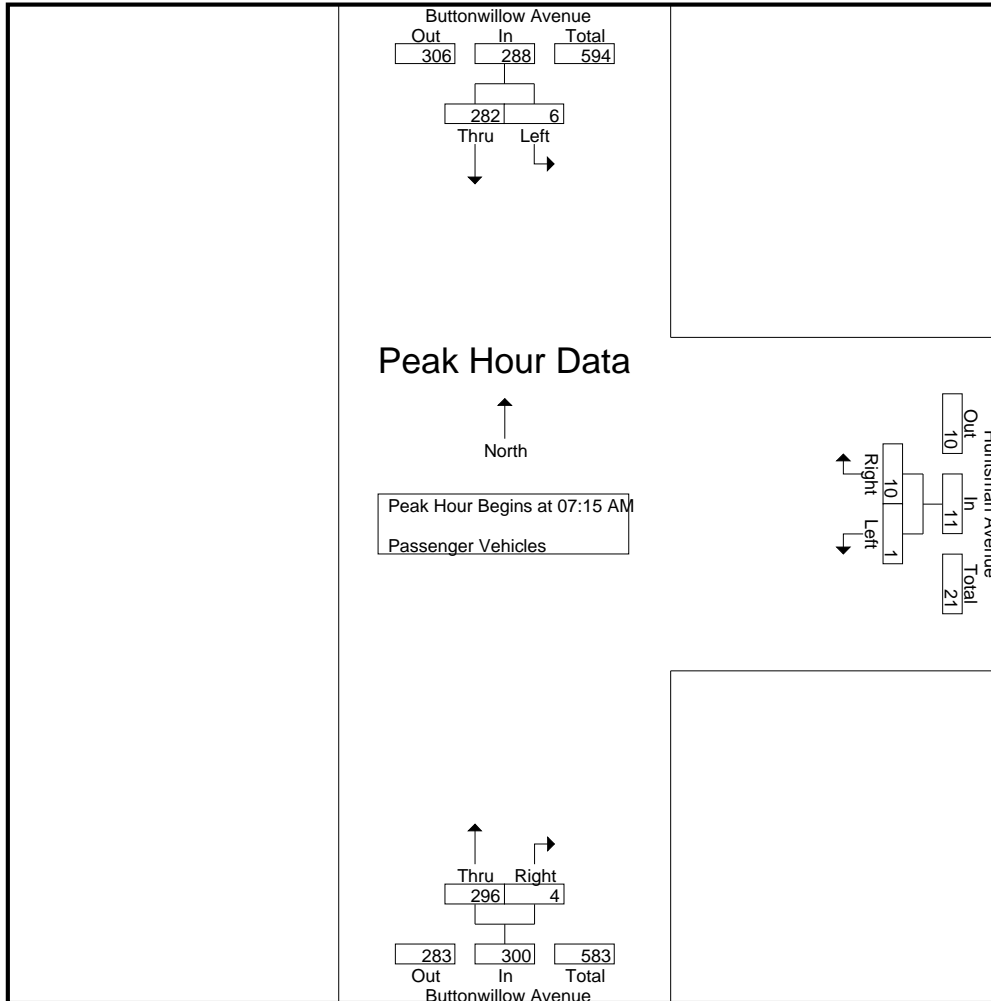 Buttonwillow Avenue
Out In Total
306 288 594
282 6
Thru Left
Peak Hour Data
North
Peak Hour Begins at 07:15 AM
Passenger Vehicles
Huntsman Avenue
Out In Total
10 11 21
10 1
Right Left
Thru Right
296 4
283 300 583
Out In Total
Buttonwillow Avenue